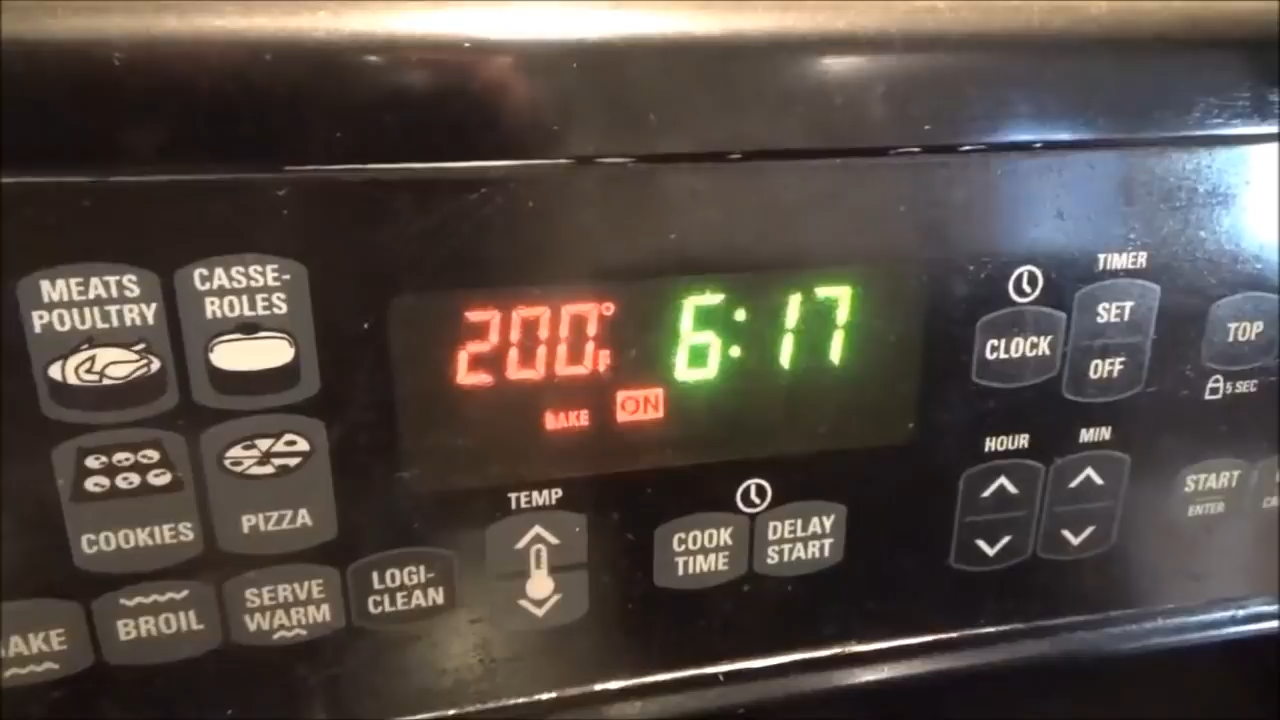 MEATS
POULTRY
CASSE-
ROLES
COOKIES
PIZZA
AKE
BROIL
SERVE
WARM
LOGI-
CLEAN
200°F
6:17
BAKE
ON
TEMP
COOK
TIME
DELAY
START
CLOCK
TIMER
SET
OFF
HOUR
MIN
TOP
5 SEC
START
ENTER